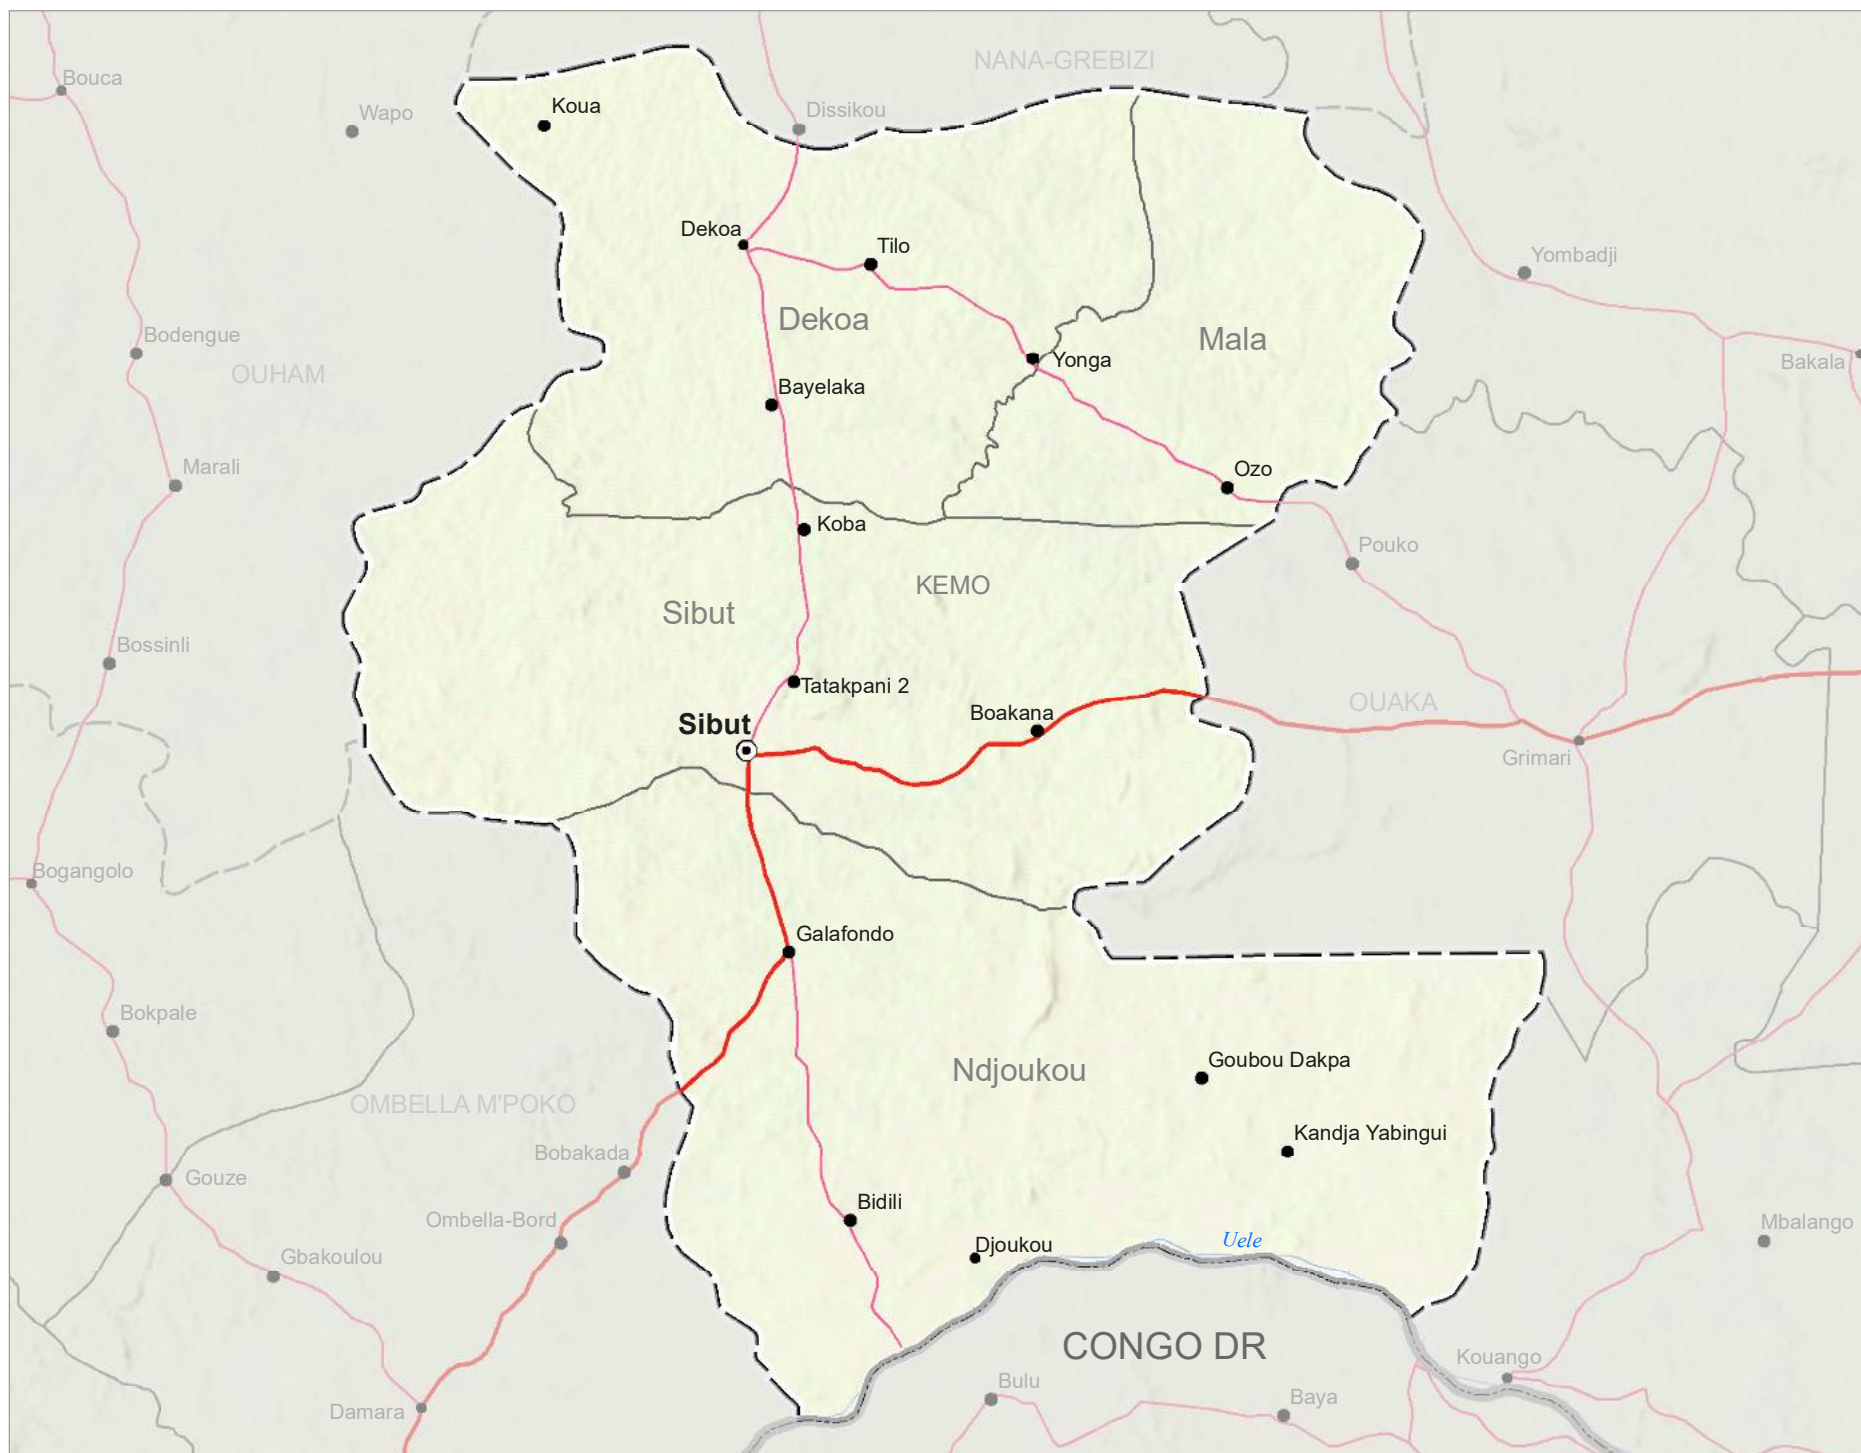 NANA-GREBIZI
Bouca
Koua
Wapo
Dissikou
Dekoa
Tilo
Yombadji
Dekoa
Mala
Bodengue
OUHAM
Yonga
Bakala
Bayelaka
Marali
Ozo
Koba
Pouko
KEMO
Sibut
Bossinli
Tatakpani 2
OUAKA
Boakana
Sibut
Grimari
Bogangolo
Galafondo
Bokpale
Goubou Dakpa
Ndjoukou
OMBELLA M'POKO
Kandja Yabingui
Bobakada
Gouze
Bidili
Ombella-Bord
Mbalango
Uele
Djoukou
Gbakoulou
CONGO DR
Kouango
Bulu
Baya
Damara